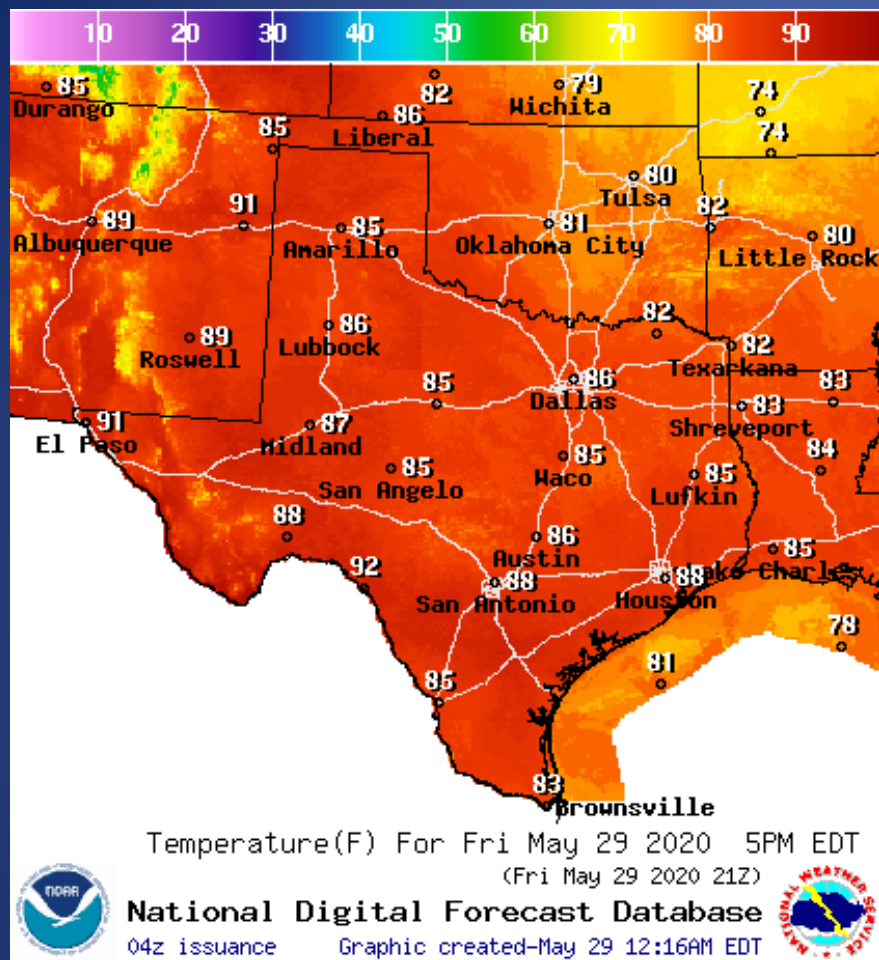 10 20 30 40 50 60 70 80 90
85 82 79 74
Durango Wichita
86
Liberal
85 74
80
Tulsa
89 91 85 81 82 80
Albuquerque Amarillo Oklahoma City Little Rock
89 86 82 82
Roswell Lubbock Texarkana
85 86 83 83
Dallas Shreveport
91 87
El Paso Midland
85 85 85 84
San Angelo Waco Lufkin
88 86 85
Austin
92 88 88 Lake Charles
San Antonio Houston
85 81 78
83
Brownsville
Temperature(F) For Fri May 29 2020 5PM EDT
(Fri May 29 2020 21Z)
National Digital Forecast Database
04z issuance Graphic created-May 29 12:16AM EDT
NOAA
NATIONAL WEATHER SERVICE